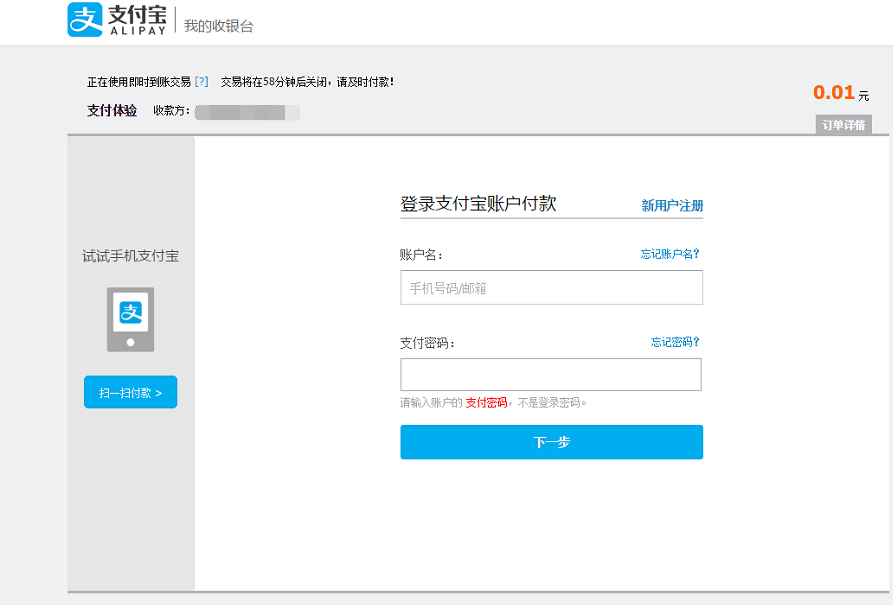 支付宝
ALIPAY
我的收银台
正在使用即时到账交易 [?] 交易将在58分钟后关闭，请及时付款！
0.01 元
支付体验 收款方：
订单详情
试试手机支付宝
支
扫一扫付款 >
登录支付宝账户付款 新用户注册
账户名： 忘记账户名?
手机号码/邮箱
支付密码： 忘记密码?
请输入账户的 支付密码，不是登录密码。
下一步